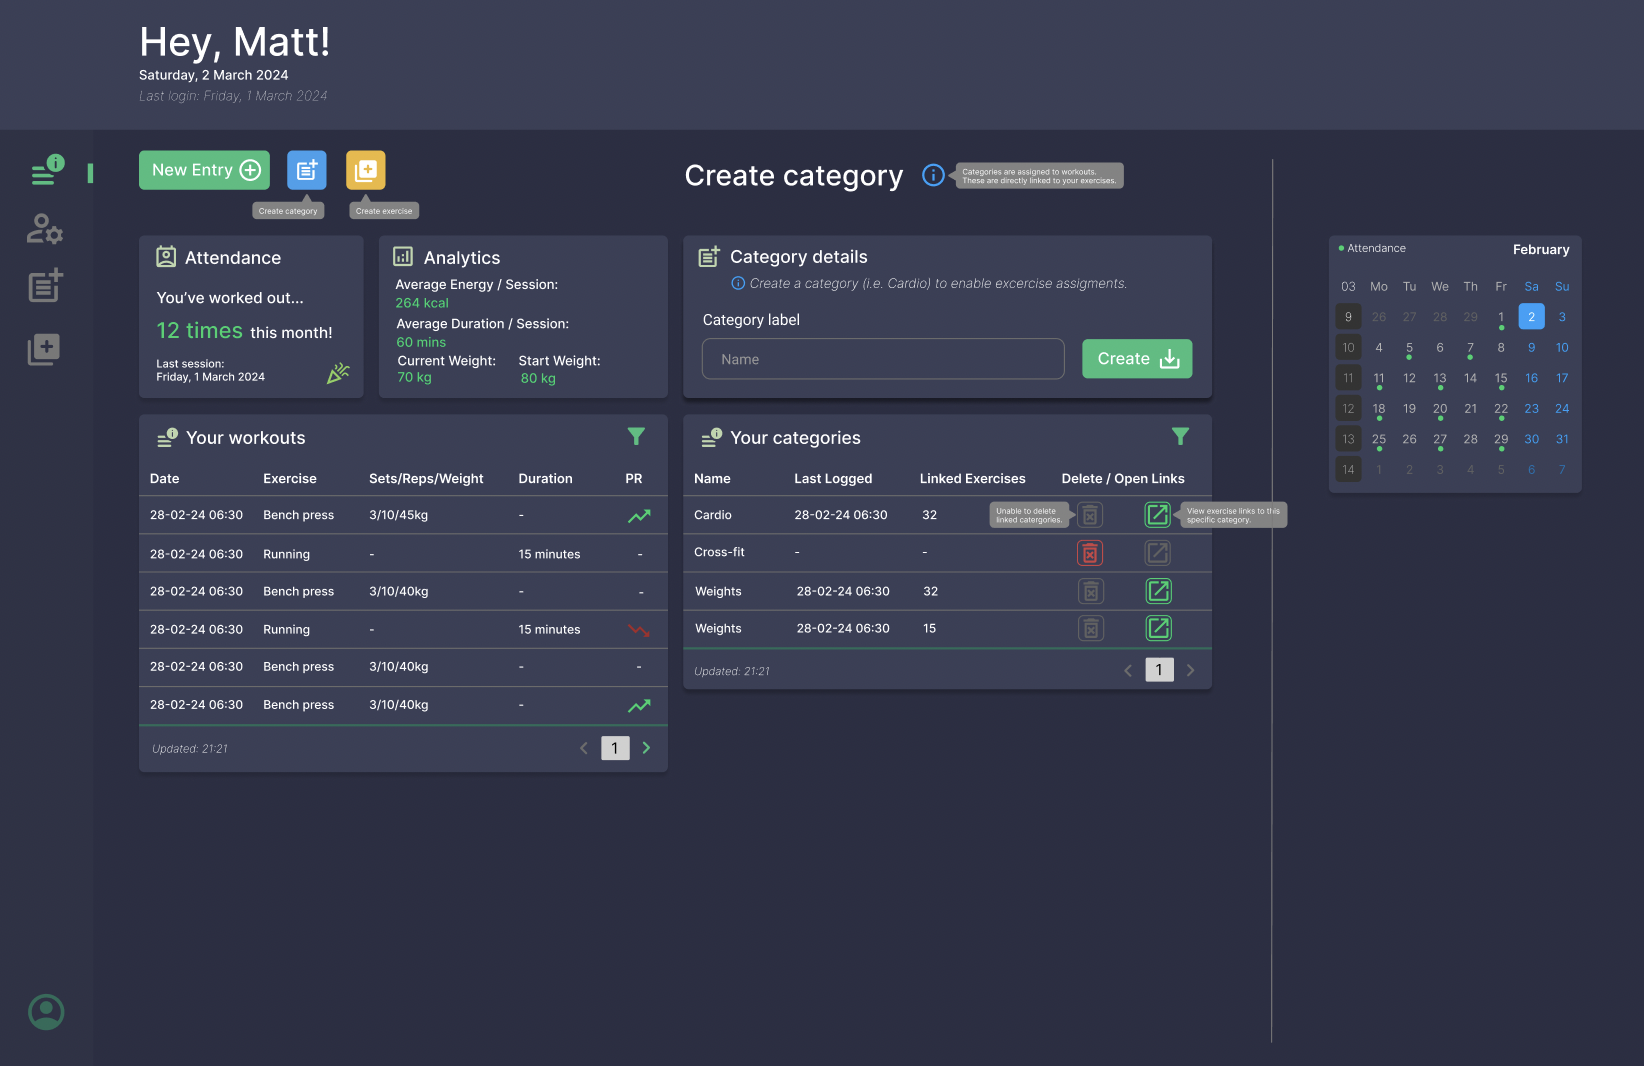 Hey, Matt!
Saturday, 2 March 2024
Last login: Friday, 1 March 2024
New Entry
Create category
Create exercise
Create category
Categories are assigned to workouts.
These are directly linked to your exercises.
Attendance
You've worked out...
12 times this month!
Last session:
Friday, 1 March 2024
Analytics
Average Energy / Session:
264 kcal
Average Duration / Session:
60 mins
Current Weight: Start Weight:
70 kg 80 kg
Category details
Create a category (i.e. Cardio) to enable excercise assigments.
Category label
Name
Create
Your workouts
Date Exercise Sets/Reps/Weight Duration PR
28-02-24 06:30 Bench press 3/10/45kg -
28-02-24 06:30 Running - 15 minutes -
28-02-24 06:30 Bench press 3/10/40kg - -
28-02-24 06:30 Running - 15 minutes
28-02-24 06:30 Bench press 3/10/40kg - -
28-02-24 06:30 Bench press 3/10/40kg -
Updated: 21:21
< 1 >
Your categories
Name Last Logged Linked Exercises Delete / Open Links
Cardio 28-02-24 06:30 32
Unable to delete
linked catergories.
View exercise links to this
specific category.
Cross-fit - -
Weights 28-02-24 06:30 32
Weights 28-02-24 06:30 15
Updated: 21:21
< 1 >
Attendance February
03 Mo Tu We Th Fr Sa Su
9 26 27 28 29 1 2 3
10 4 5 6 7 8 9 10
11 11 12 13 14 15 16 17
12 18 19 20 21 22 23 24
13 25 26 27 28 29 30 31
14 1 2 3 4 5 6 7